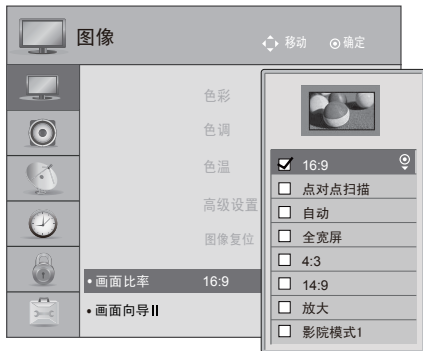 图像
移动 确定
色彩
色调
色温
高级设置
图像复位
• 画面比率 16:9
• 画面向导II
16:9
点对点扫描
自动
全宽屏
4:3
14:9
放大
影院模式1